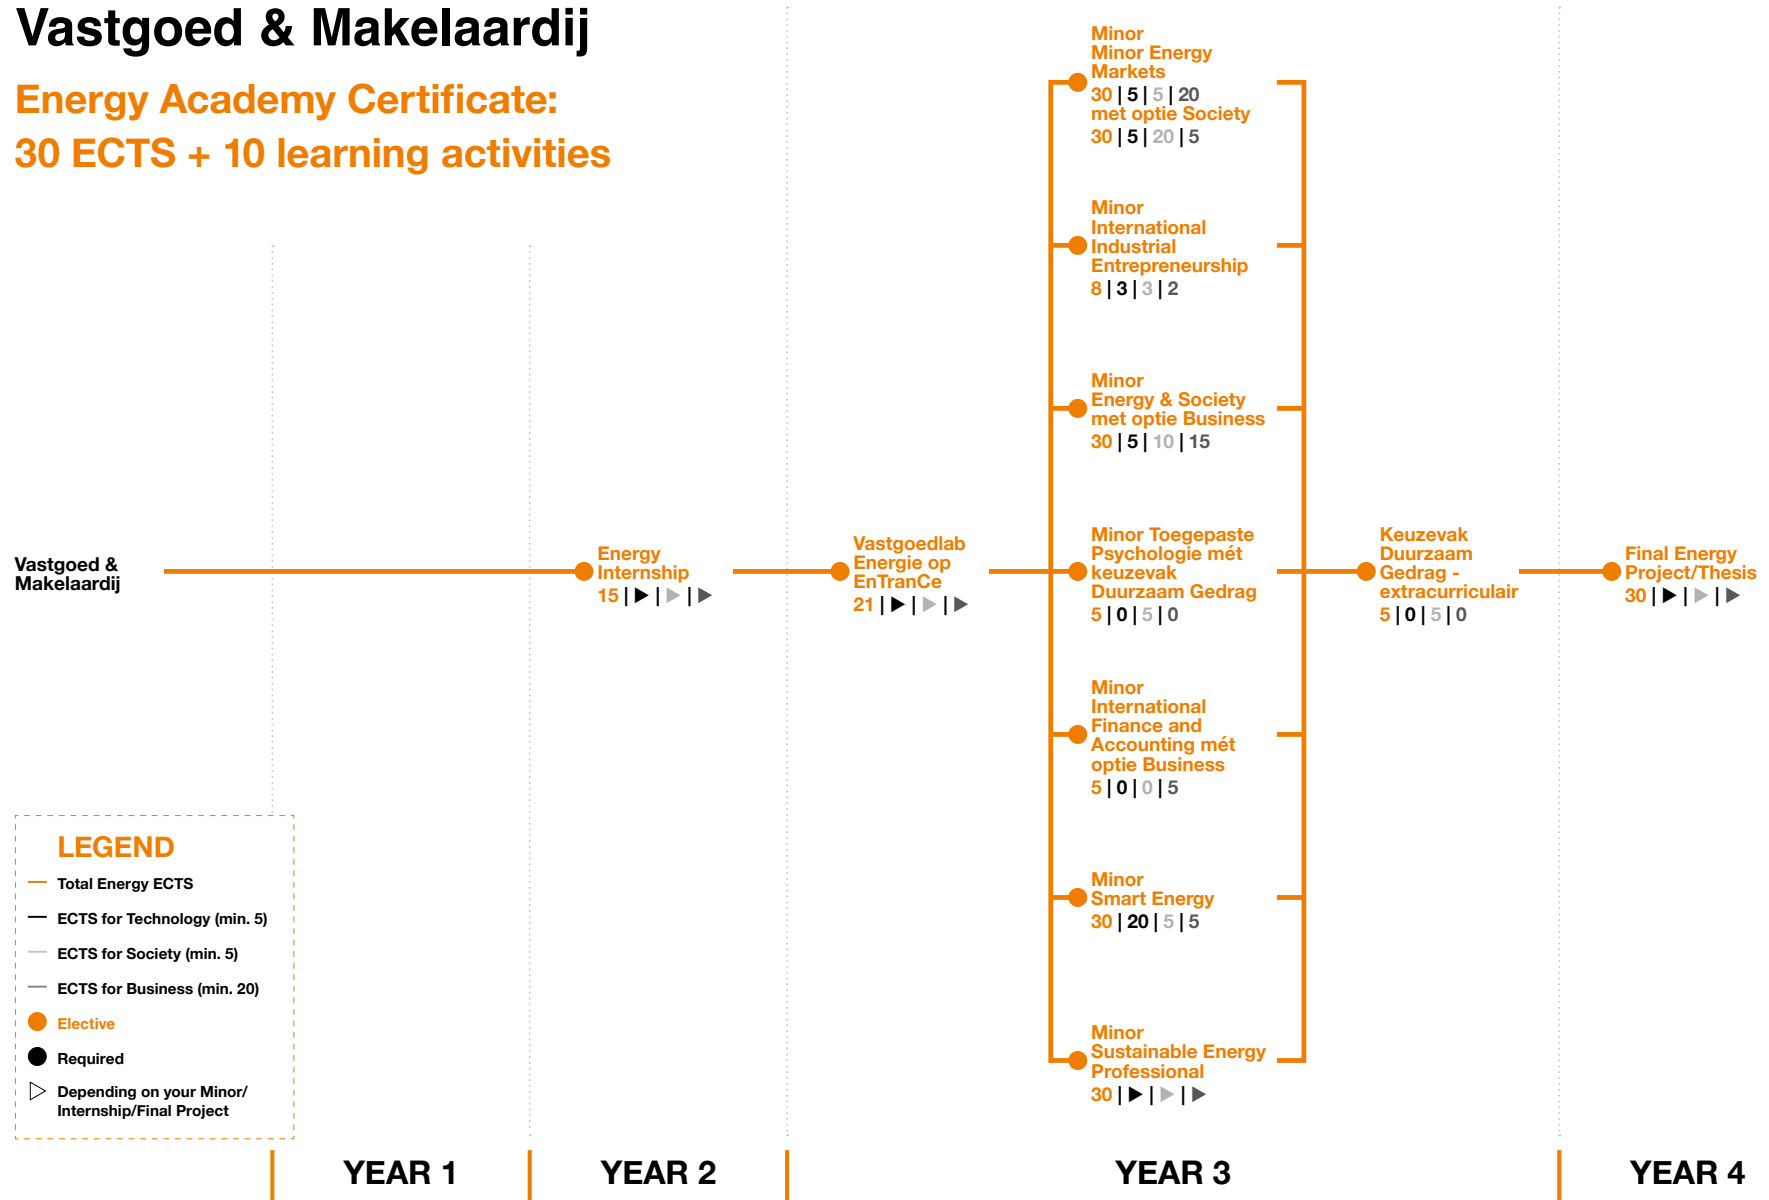 Vastgoed & Makelaardij
Energy Academy Certificate:
30 ECTS + 10 learning activities
Vastgoed &
Makelaardij
Energy
Internship
15 | ▶ | ▶ | ▶
Vastgoedlab
Energie op
EnTranCe
21 | ▶ | ▶ | ▶
Minor
Minor Energy
Markets
30 | 5 | 5 | 20
met optie Society
30 | 5 | 20 | 5
Minor
International
Industrial
Entrepreneurship
8 | 3 | 3 | 2
Minor
Energy & Society
met optie Business
30 | 5 | 10 | 15
Minor Toegepaste
Psychologie mét
keuzevak
Duurzaam Gedrag
5 | 0 | 5 | 0
Minor
International
Finance and
Accounting mét
optie Business
5 | 0 | 0 | 5
Minor
Smart Energy
30 | 20 | 5 | 5
Minor
Sustainable Energy
Professional
30 | ▶ | ▶ | ▶
Keuzevak
Duurzaam
Gedrag -
extracurriculair
5 | 0 | 5 | 0
Final Energy
Project/Thesis
30 | ▶ | ▶ | ▶
LEGEND
Total Energy ECTS
ECTS for Technology (min. 5)
ECTS for Society (min. 5)
ECTS for Business (min. 20)
Elective
Required
Depending on your Minor/
Internship/Final Project
YEAR 1
YEAR 2
YEAR 3
YEAR 4